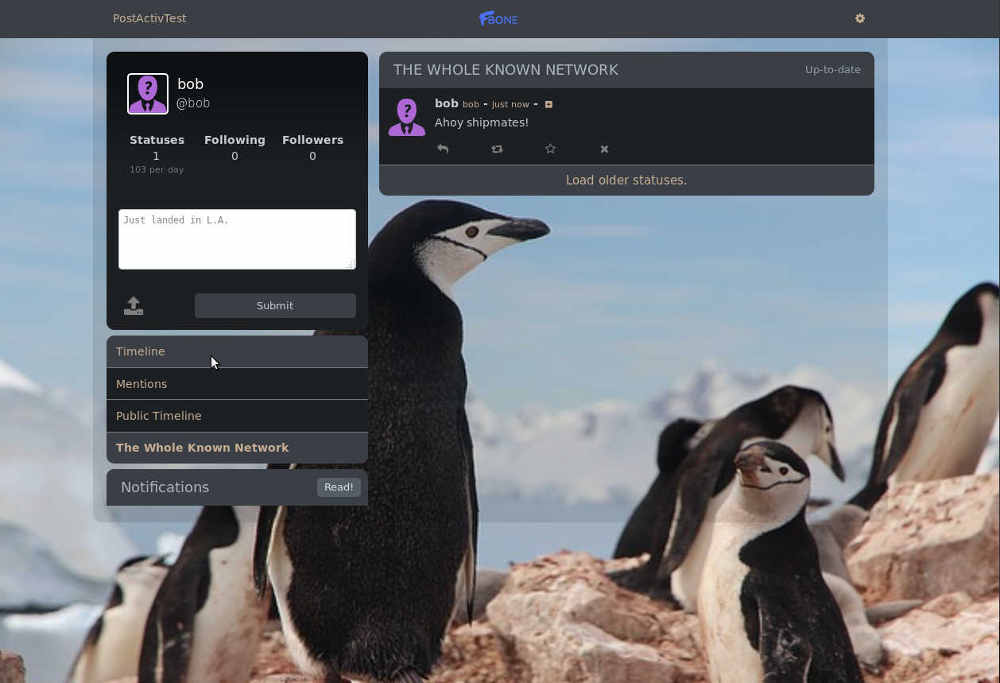 PostActivTest
FBONE
bob
@bob
Statuses Following Followers
1 0 0
103 per day
Just landed in L.A.
Submit
Timeline
Mentions
Public Timeline
The Whole Known Network
Notifications Read!
THE WHOLE KNOWN NETWORK Up-to-date
bob bob - just now -
Ahoy shipmates!
Load older statuses.